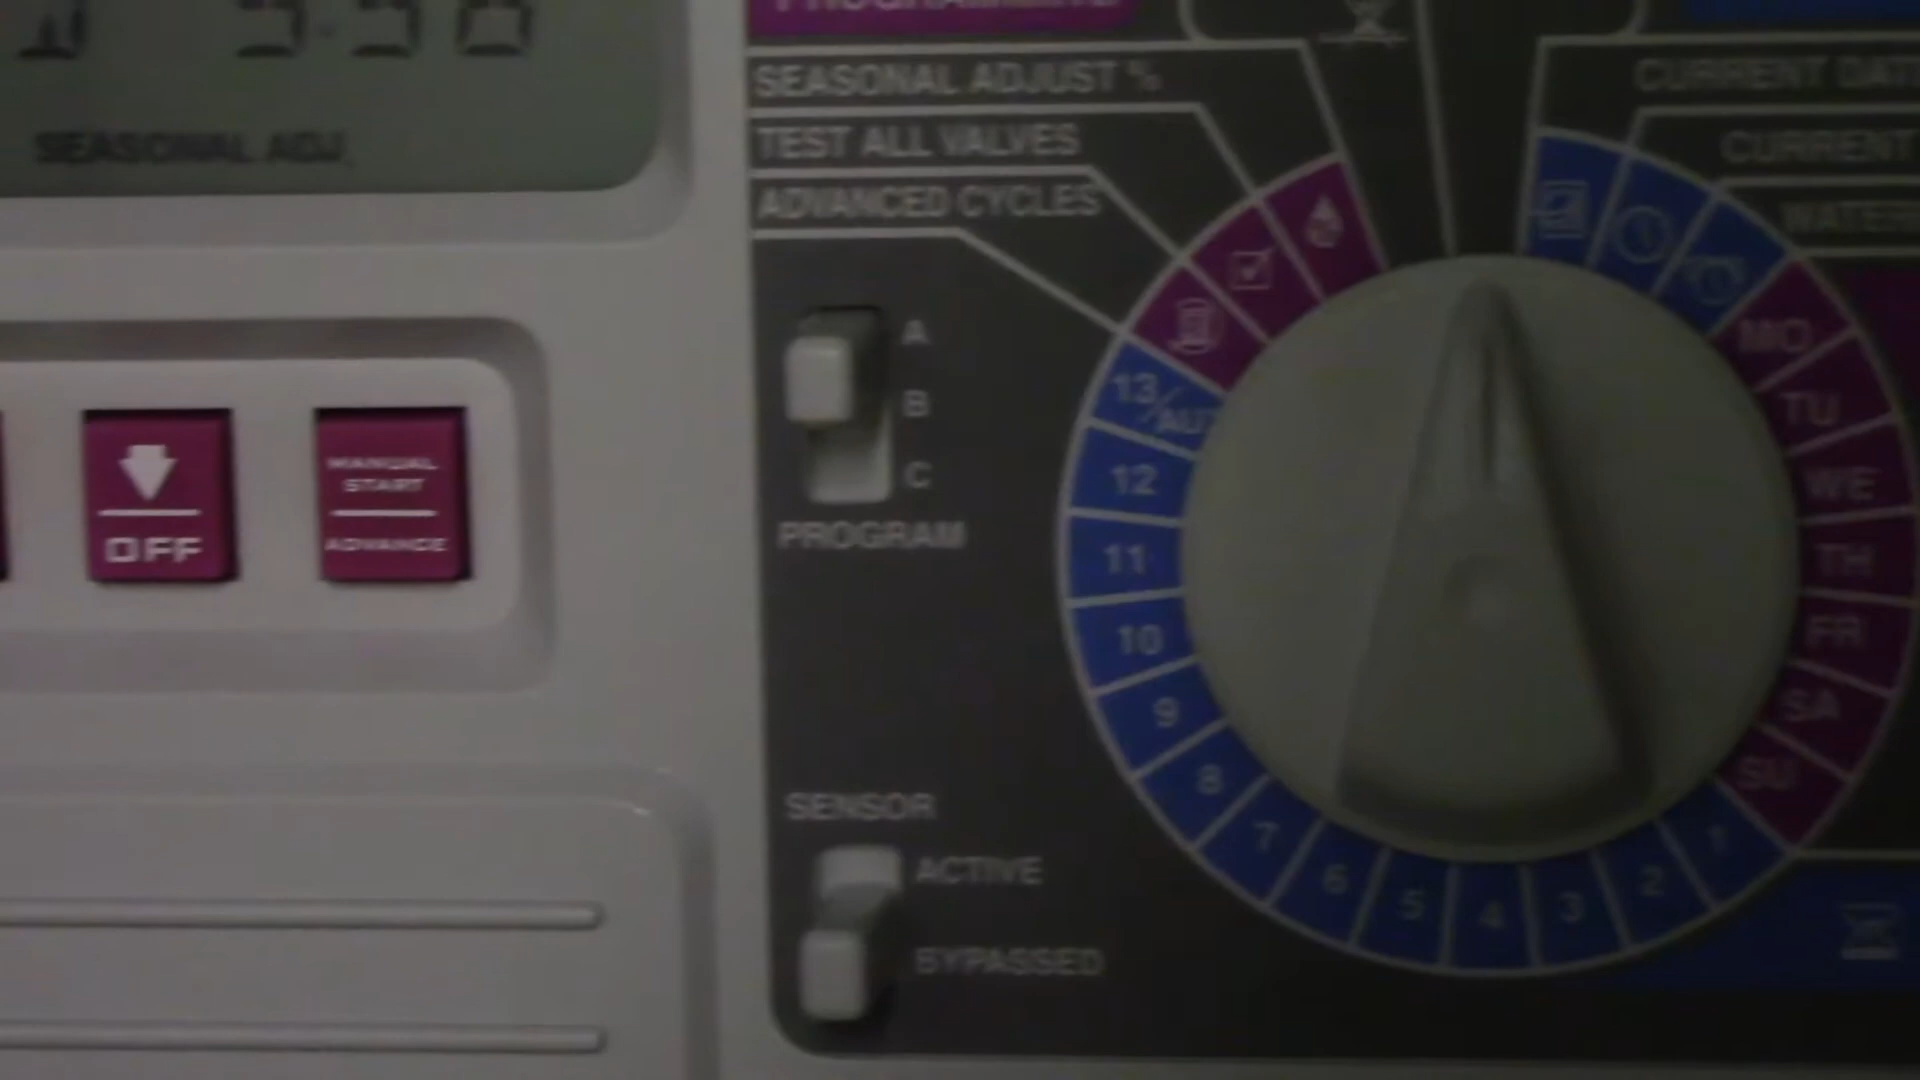 SEASONAL ADJ.
OFF
MANUAL
START
ADVANCE
SEASONAL ADJUST %
TEST ALL VALVES
ADVANCED CYCLES
A
B
C
PROGRAM
SENSOR
ACTIVE
BYPASSED
CURRENT
MO
TU
WE
TH
FR
SA
SU
1
2
3
4
5
6
7
8
9
10
11
12
13/AUX